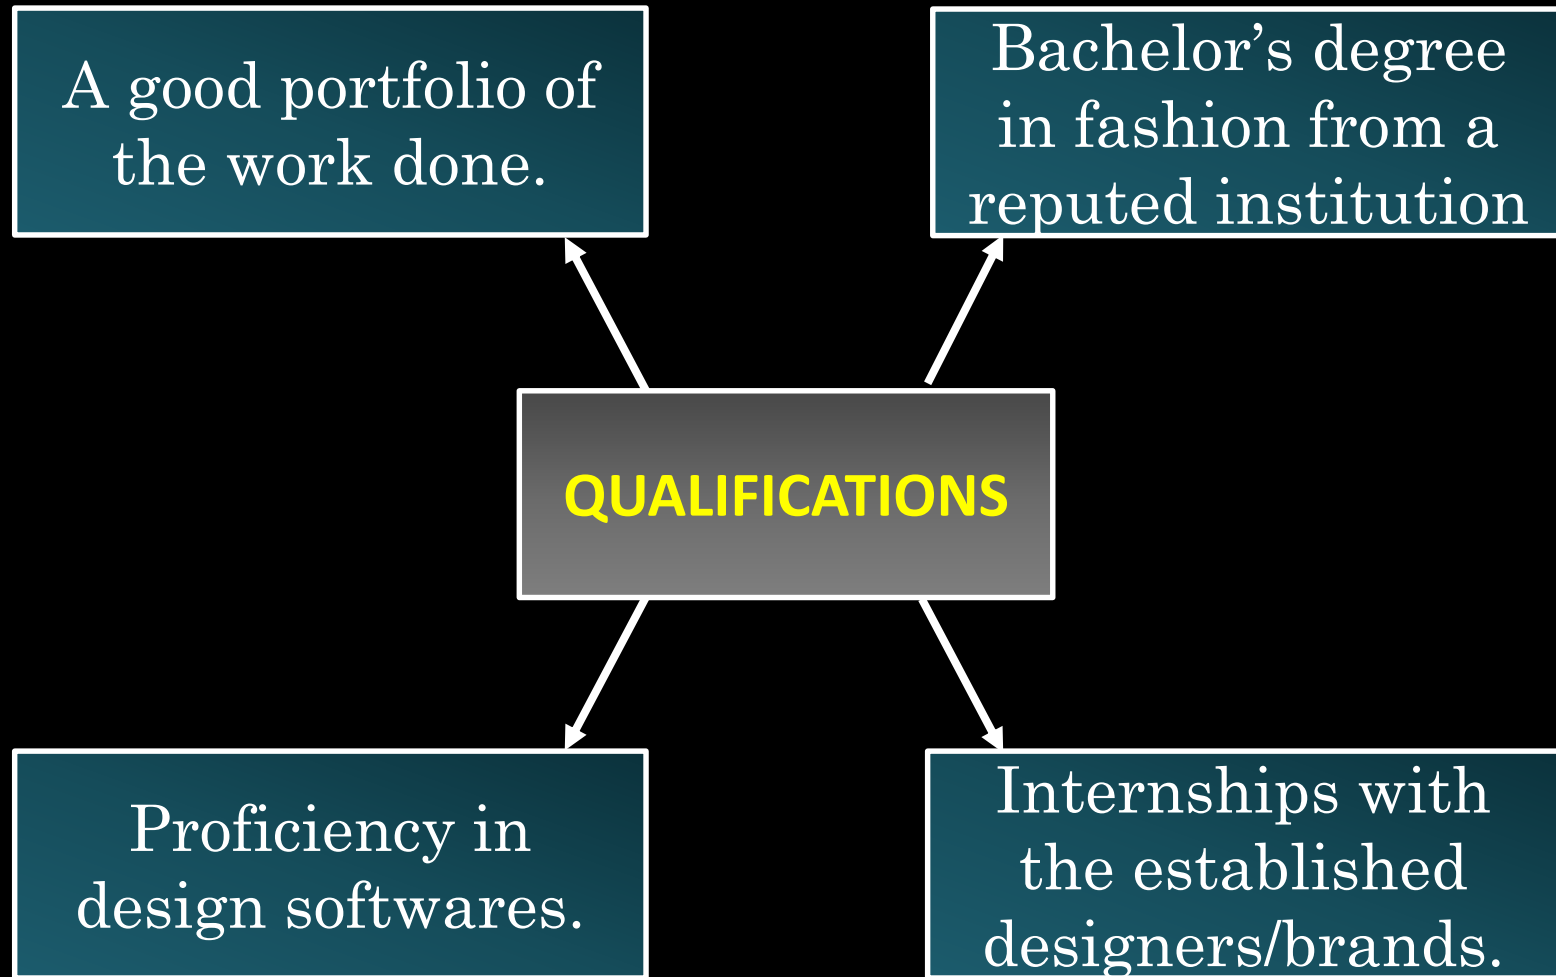 A good portfolio of
the work done.
Bachelor’s degree
in fashion from a
reputed institution
QUALIFICATIONS
Proficiency in
design softwares.
Internships with
the established
designers/brands.